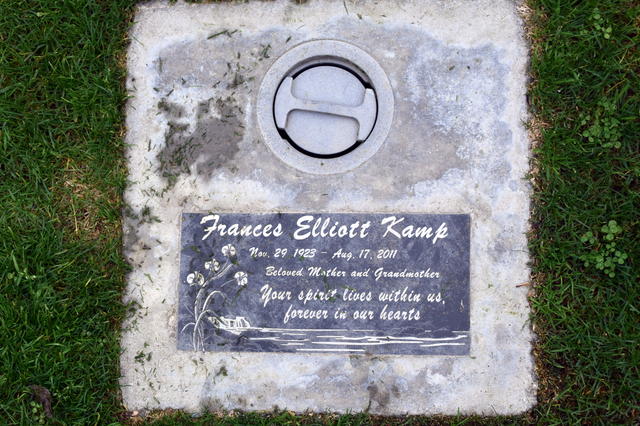 Frances Elliott Kamp
Nov. 29 1923 - Aug. 17, 2011
Beloved Mother and Grandmother
Your spirit lives within us,
forever in our hearts